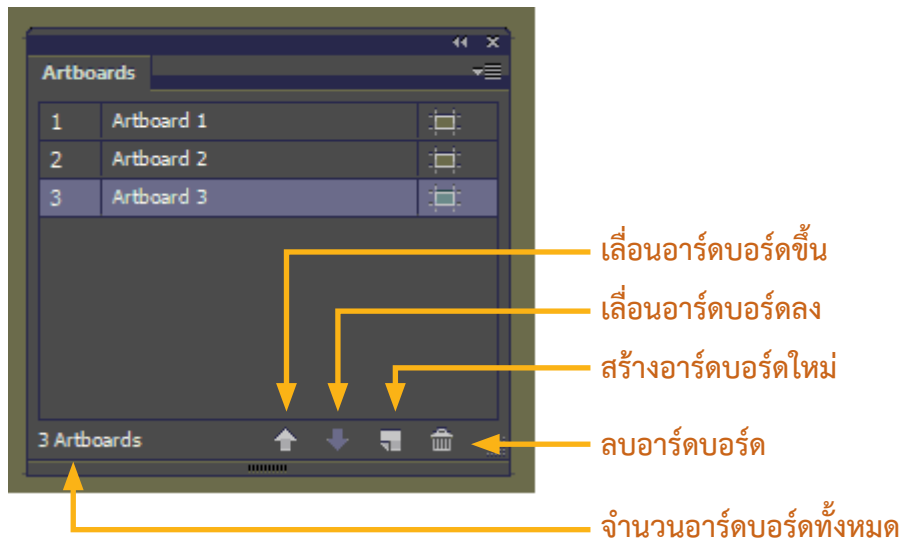 Artboards
1 Artboard 1
2 Artboard 2
3 Artboard 3
เลื่อนอาร์ดบอร์ดขึ้น
เลื่อนอาร์ดบอร์ดลง
สร้างอาร์ดบอร์ดใหม่
3 Artboards
ลบอาร์ดบอร์ด
จำนวนอาร์ดบอร์ดทั้งหมด